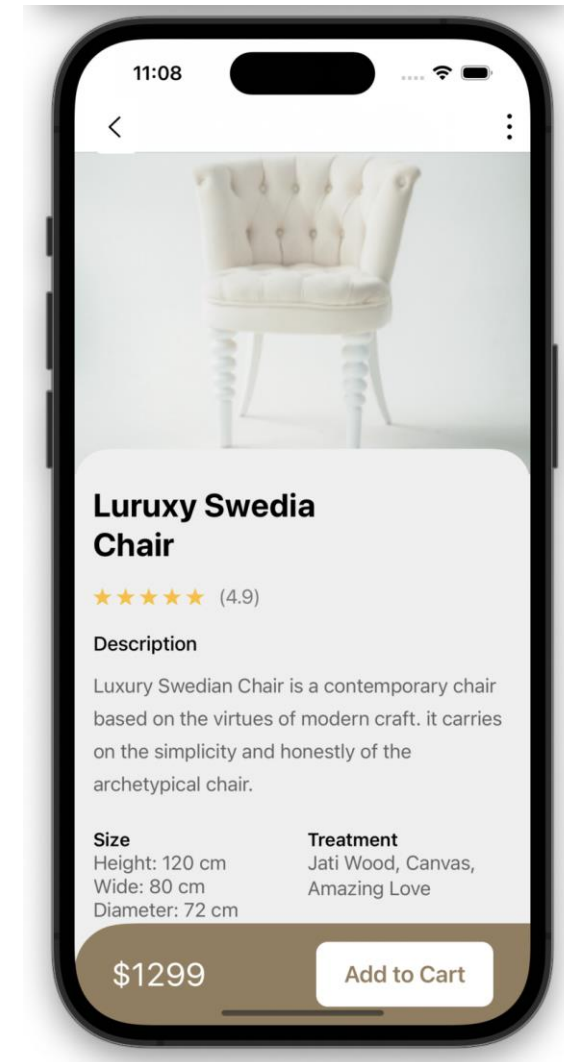 11:08
Luruxy Swedia
Chair
(4.9)
Description
Luxury Swedian Chair is a contemporary chair
based on the virtues of modern craft. it carries
on the simplicity and honestly of the
archetypical chair.
Size
Height: 120 cm
Wide: 80 cm
Diameter: 72 cm
Treatment
Jati Wood, Canvas,
Amazing Love
$1299
Add to Cart